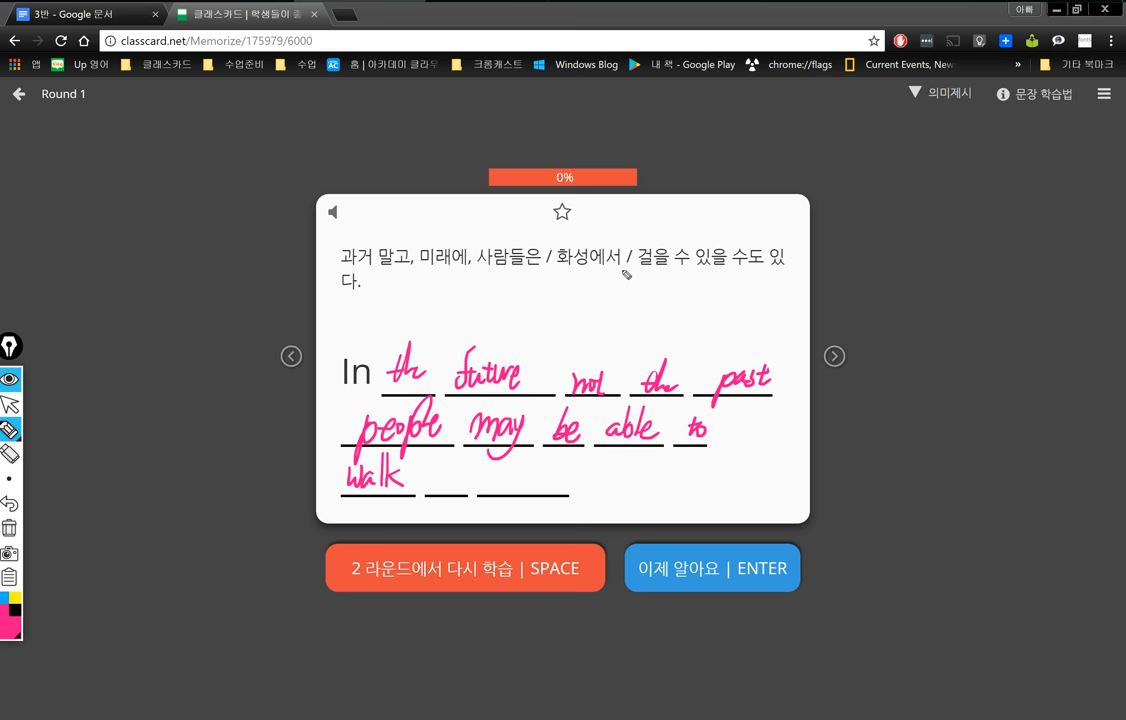 3반 - Google 문서
클래스카드 | 학생들이 훑
아빠
classcard.net/Memorize/175979/6000
앱 Up 영어 클래스카드 수업준비 수업 홈 | 아카데미 클라우 크롬캐스트 Windows Blog 내 책 - Google Play chrome://flags Current Events, New » 기타 북마크
Round 1
의미제시 문장 학습법
0%
과거 말고, 미래에, 사람들은 / 화성에서 / 걸을 수 있을 수도 있
다.
In the future not the past
people may be able to
walk
2 라운드에서 다시 학습 | SPACE
이제 알아요 | ENTER